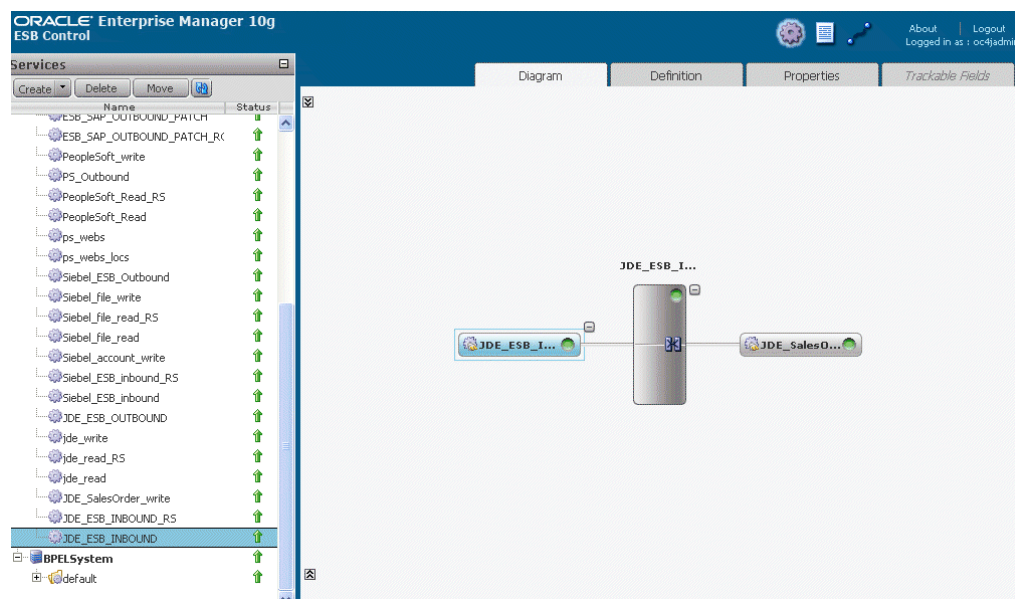 ORACLE Enterprise Manager 10g
ESB Control
About | Logout
Logged in as : oc4jadmi
Services
Create Delete Move
Name Status
ESB_SAP_OUTBOUND_PATCH
ESB_SAP_OUTBOUND_PATCH_R
PeopleSoft_write
PS_Outbound
PeopleSoft_Read_RS
PeopleSoft_Read
ps_webs
ps_webs_locs
Siebel_ESB_Outbound
Siebel_file_write
Siebel_file_read_RS
Siebel_file_read
Siebel_account_write
Siebel_ESB_inbound_RS
Siebel_ESB_inbound
JDE_ESB_OUTBOUND
jde_write
jde_read_RS
jde_read
JDE_SalesOrder_write
JDE_ESB_INBOUND_RS
JDE_ESB_INBOUND
BPELSystem
default
Diagram Definition Properties Trackable Fields
JDE_ESB_I...
JDE_ESB_I...
JDE_SalesO...